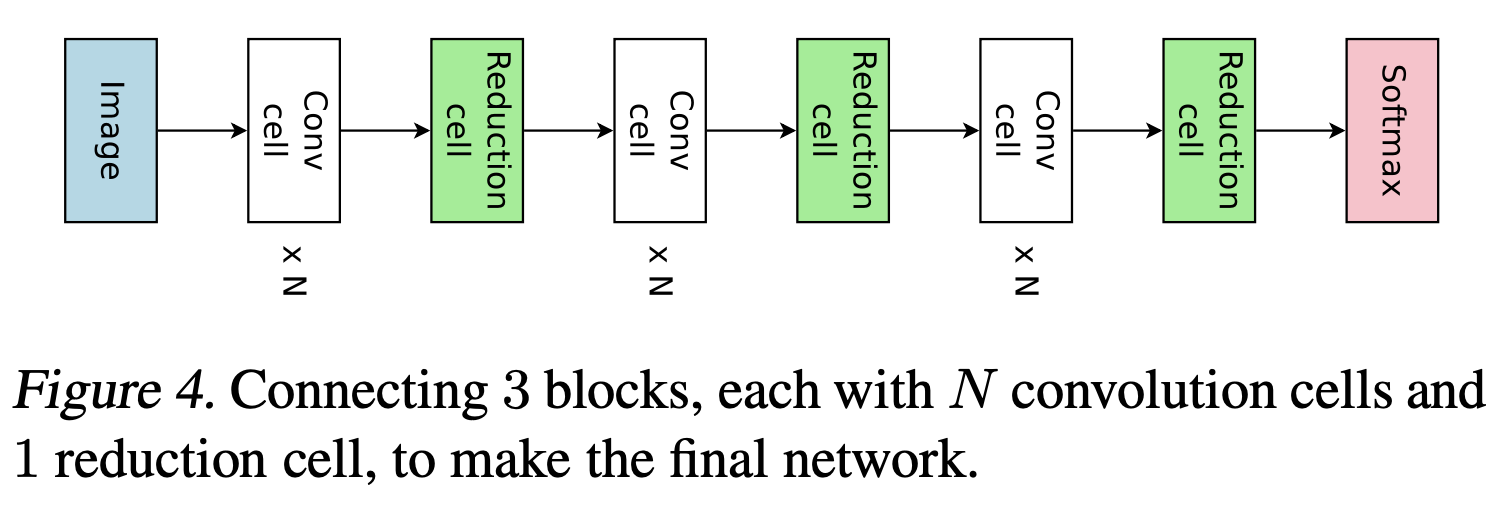 Image
Conv
cell
x N
Reduction
cell
Conv
cell
x N
Reduction
cell
Conv
cell
x N
Reduction
cell
Softmax
Figure 4. Connecting 3 blocks, each with N convolution cells and
1 reduction cell, to make the final network.